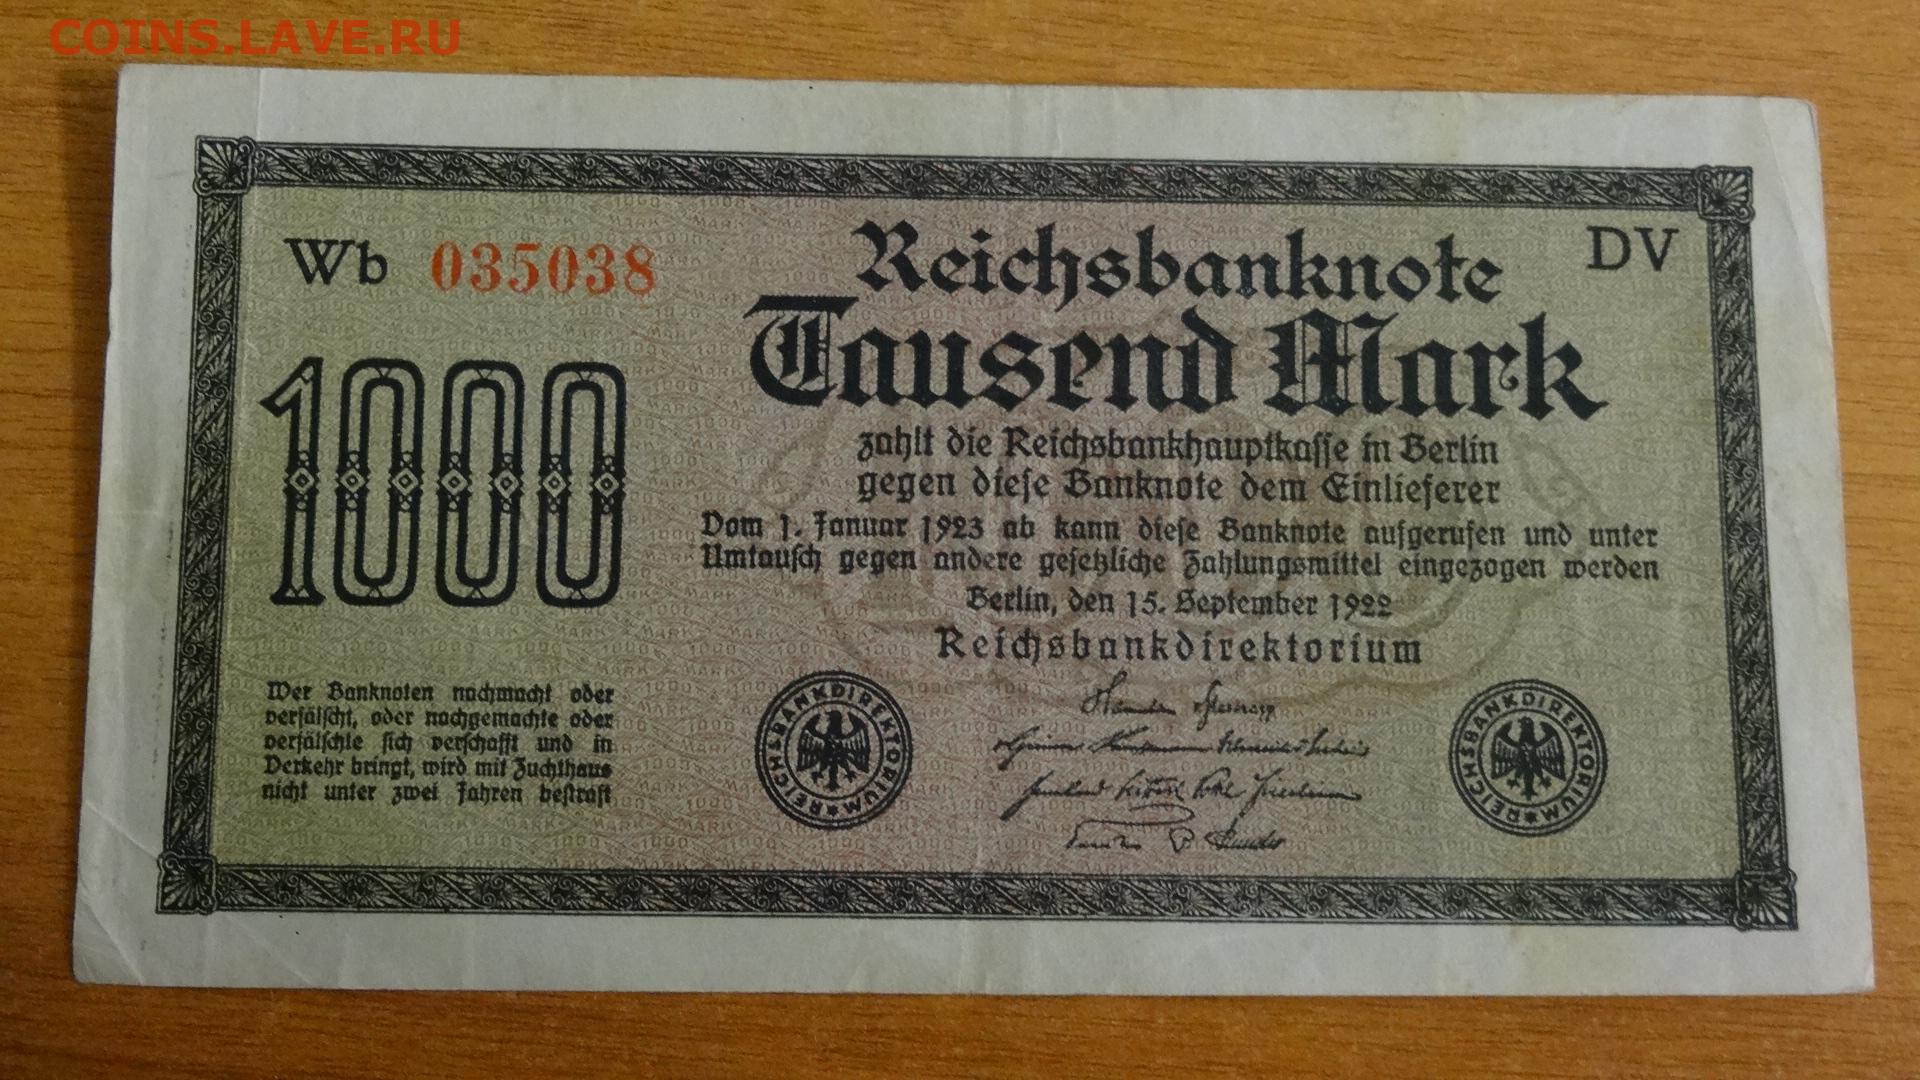 COINS.LAVE.RU
Wb 035038
DV
Reichsbanknote
1000
Tausend Mark
zahlt die Reichsbankhauptkasse in Berlin
gegen diese Banknote dem Einlieferer
Vom 1. Januar 1923 ab kann diese Banknote aufgerufen und unter
Umtausch gegen andere gesetzliche Zahlungsmittel eingezogen werden
Berlin, den 15. September 1922
Reichsbankdirektorium
Wer Banknoten nachmacht oder
verfälscht, oder nachgemachte oder
verfälschte sich verschafft und in
Verkehr bringt, wird mit Zuchthaus
nicht unter zwei Jahren bestraft
REICHSBANKDIREKTORIUM
REICHSBANKDIREKTORIUM